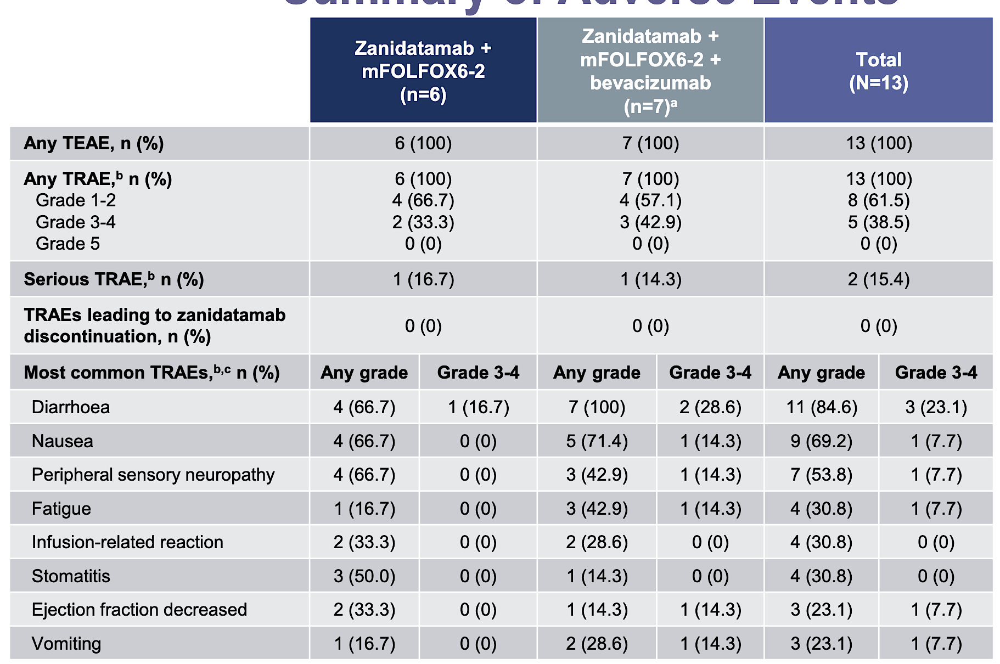 Summary of Adverse Events
Zanidatamab +
mFOLFOX6-2
(n=6)
Zanidatamab +
mFOLFOX6-2 +
bevacizumab
(n=7)ᵃ
Total
(N=13)
Any TEAE, n (%) 6 (100) 7 (100) 13 (100)
Any TRAE,ᵇ n (%) 6 (100) 7 (100) 13 (100)
Grade 1-2 4 (66.7) 4 (57.1) 8 (61.5)
Grade 3-4 2 (33.3) 3 (42.9) 5 (38.5)
Grade 5 0 (0) 0 (0) 0 (0)
Serious TRAE,ᵇ n (%) 1 (16.7) 1 (14.3) 2 (15.4)
TRAEs leading to zanidatamab
discontinuation, n (%) 0 (0) 0 (0) 0 (0)
Most common TRAEs,ᵇ,ᶜ n (%) Any grade Grade 3-4 Any grade Grade 3-4 Any grade Grade 3-4
Diarrhoea 4 (66.7) 1 (16.7) 7 (100) 2 (28.6) 11 (84.6) 3 (23.1)
Nausea 4 (66.7) 0 (0) 5 (71.4) 1 (14.3) 9 (69.2) 1 (7.7)
Peripheral sensory neuropathy 4 (66.7) 0 (0) 3 (42.9) 1 (14.3) 7 (53.8) 1 (7.7)
Fatigue 1 (16.7) 0 (0) 3 (42.9) 1 (14.3) 4 (30.8) 1 (7.7)
Infusion-related reaction 2 (33.3) 0 (0) 2 (28.6) 0 (0) 4 (30.8) 0 (0)
Stomatitis 3 (50.0) 0 (0) 1 (14.3) 0 (0) 4 (30.8) 0 (0)
Ejection fraction decreased 2 (33.3) 0 (0) 1 (14.3) 1 (14.3) 3 (23.1) 1 (7.7)
Vomiting 1 (16.7) 0 (0) 2 (28.6) 1 (14.3) 3 (23.1) 1 (7.7)